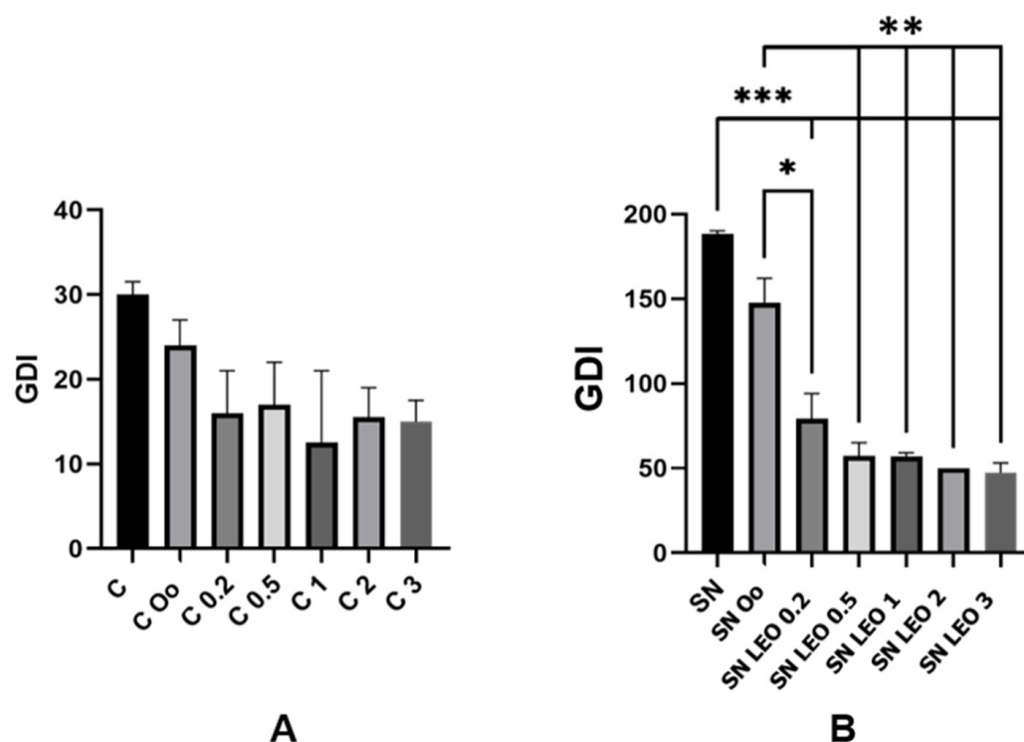 40
30
20
10
0
GDI
C
C Oo
C 0.2
C 0.5
C 1
C 2
C 3
A
**
***
*
200
150
100
50
0
GDI
SN
SN Oo
SN LEO 0.2
SN LEO 0.5
SN LEO 1
SN LEO 2
SN LEO 3
B